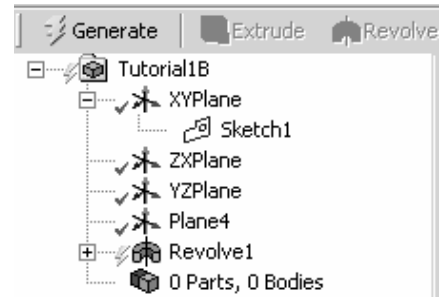 Generate Extrude Revolve
Tutorial1B
XYPlane
Sketch1
ZXPlane
YZPlane
Plane4
Revolve1
0 Parts, 0 Bodies